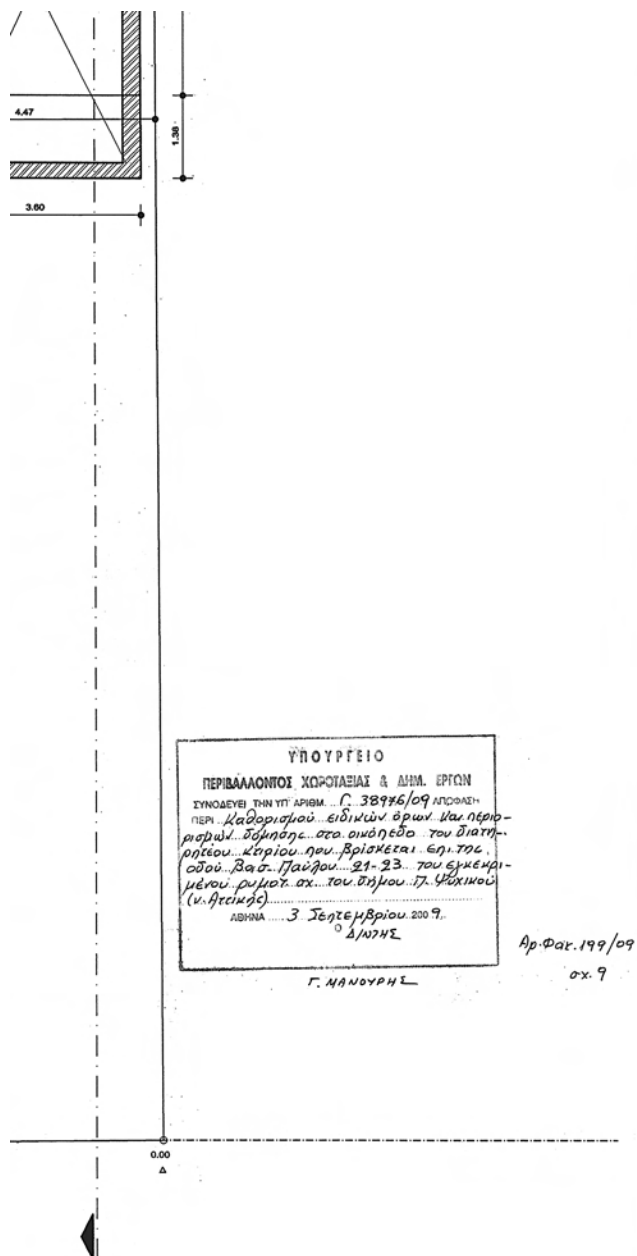 4.47
1.38
3.60
ΥΠΟΥΡΓΕΙΟ
ΠΕΡΙΒΑΛΛΟΝΤΟΣ ΧΩΡΟΤΑΞΙΑΣ & ΔΗΜ. ΕΡΓΩΝ
ΣΥΝΟΔΕΥΕΙ ΤΗΝ ΥΠ' ΑΡΙΘΜ. Γ. 38976/09 ΑΠΟΦΑΣΗ
ΠΕΡΙ Καθορισμού ειδικών όρων και περιο-
ρισμών δόμησης στο οικόπεδο του διατη-
ρητέου κτιρίου που βρίσκεται επί της
οδού Βασ. Παύλου 21-23 του εγκεκρι-
μένου ρυμοτ. σχ. του δήμου Π. Ψυχικού
(ν. Αττικής)
ΑΘΗΝΑ 3 Σεπτεμβρίου 2009
Ο
Δ/ΝΤΗΣ
Γ. ΜΑΝΟΥΡΗΣ
Αρ. Φακ. 199/09
σχ. 9
0.00
Δ